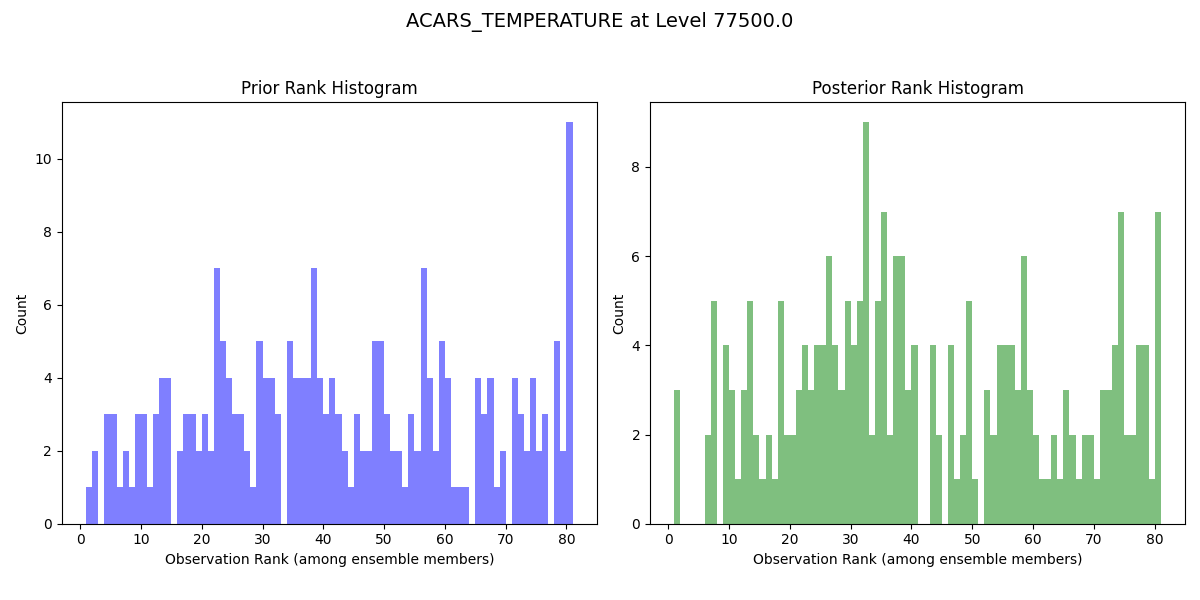 ACARS_TEMPERATURE at Level 77500.0
Prior Rank Histogram
Count
10
8
6
4
2
0
0 10 20 30 40 50 60 70 80
Observation Rank (among ensemble members)
Posterior Rank Histogram
Count
8
6
4
2
0
0 10 20 30 40 50 60 70 80
Observation Rank (among ensemble members)